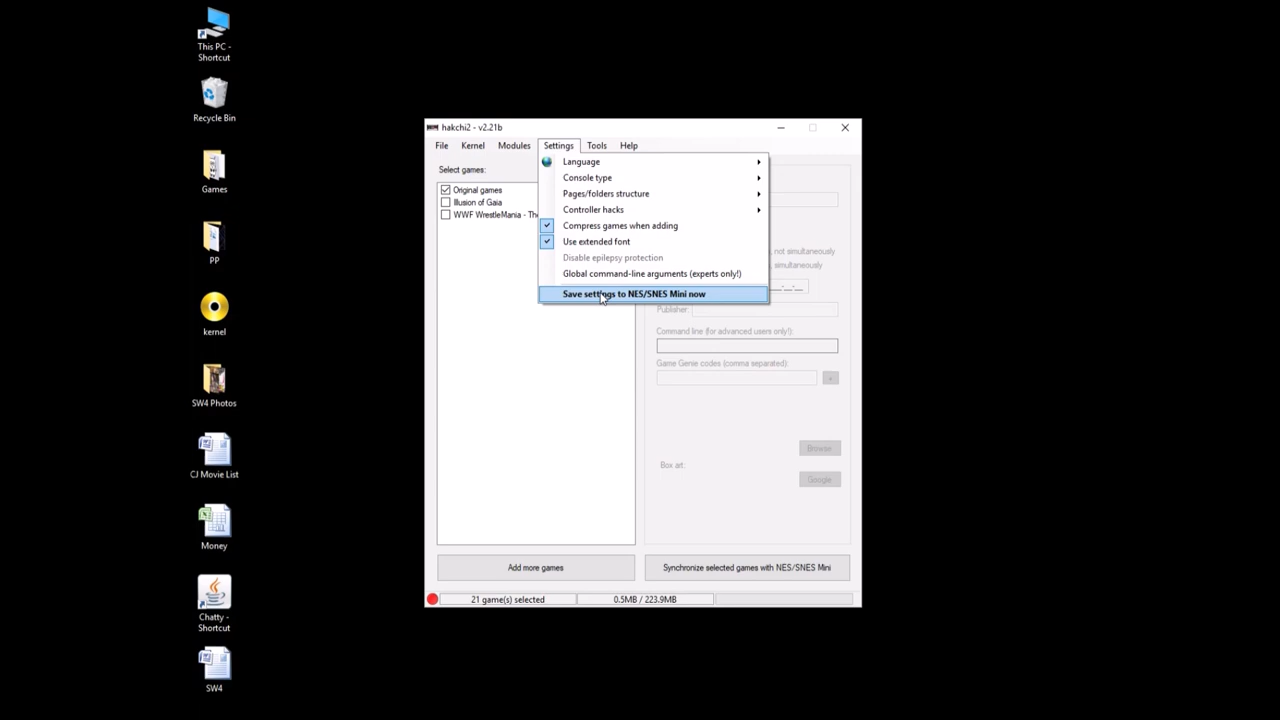 This PC -
Shortcut
Recycle Bin
Games
PP
kernel
SW4 Photos
CJ Movie List
Money
Chatty -
Shortcut
SW4
hakchi2 - v2.21b
File Kernel Modules Settings Tools Help
Select games:
Original games
Illusion of Gaia
WWF WrestleMania - The
Language
Console type
Pages/folders structure
Controller hacks
Compress games when adding
Use extended font
Disable epilepsy protection
Global command-line arguments (experts only!)
Save settings to NES/SNES Mini now
, not simultaneously
, simultaneously
Publisher:
Command line (for advanced users only!):
Game Genie codes (comma separated):
Browse
Box art:
Google
Add more games
Synchronize selected games with NES/SNES Mini
21 game(s) selected
0.5MB / 223.9MB